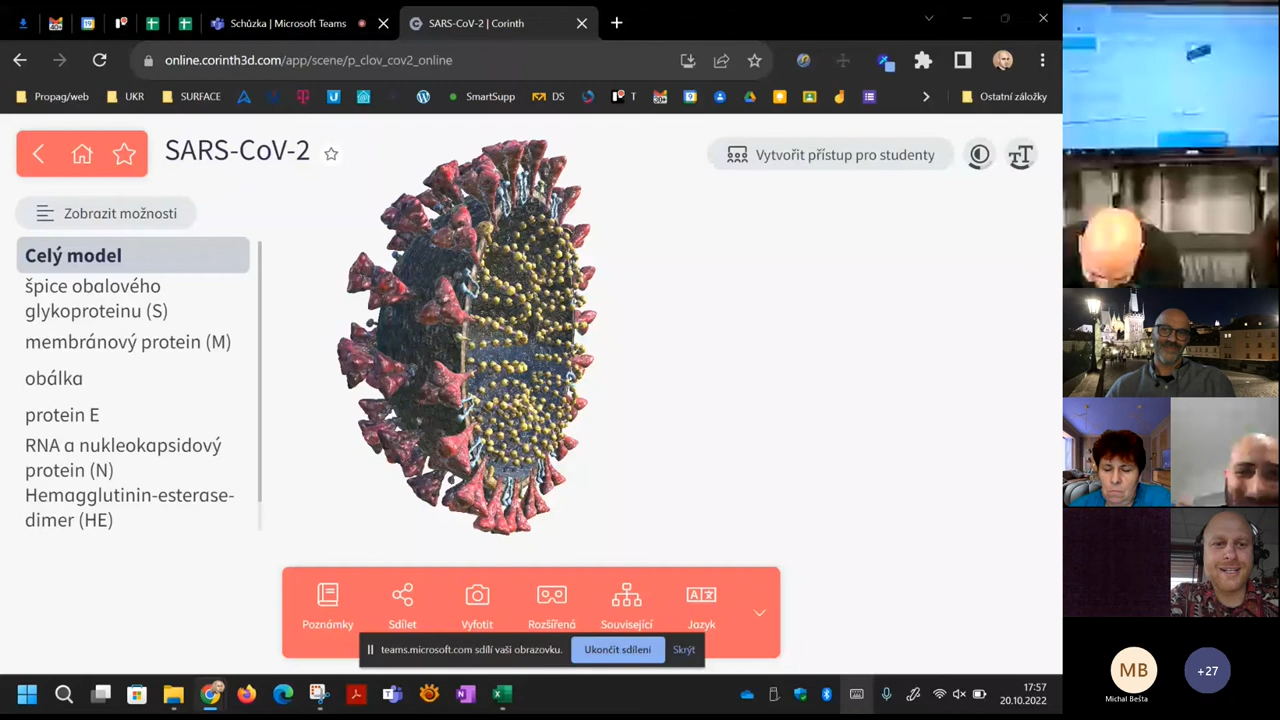 Schůzka | Microsoft Teams
SARS-CoV-2 | Corinth
online.corinth3d.com/app/scene/p_clov_cov2_online
Propag/web
UKR
SURFACE
SmartSupp
DS
T
Ostatní záložky
SARS-CoV-2
Vytvořit přístup pro studenty
Zobrazit možnosti
Celý model
špice obalového
glykoproteinu (S)
membránový protein (M)
obálka
protein E
RNA a nukleokapsidový
protein (N)
Hemagglutinin-esterase-
dimer (HE)
Poznámky
Sdílet
Vyfotit
Rozšířená
Související
Jazyk
teams.microsoft.com sdílí vaši obrazovku.
Ukončit sdílení
Skrýt
MB
+27
Michal Bešta
17:57
20.10.2022